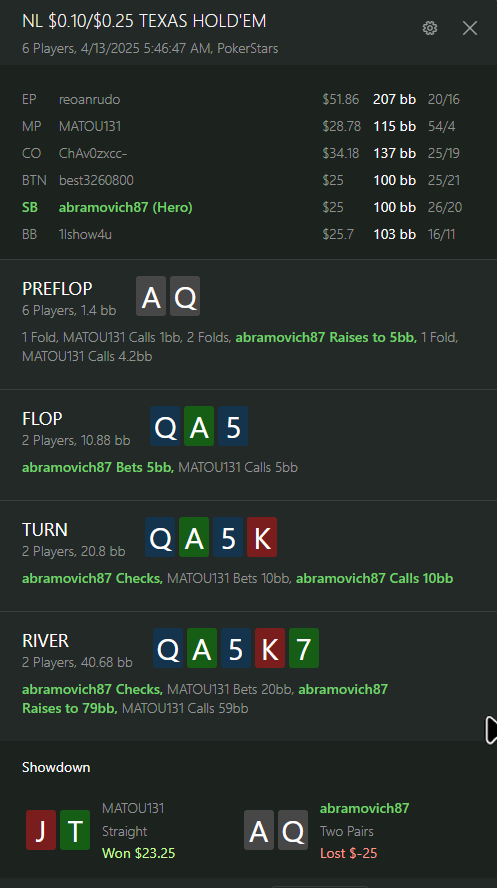 NL $0.10/$0.25 TEXAS HOLD'EM
6 Players, 4/13/2025 5:46:47 AM, PokerStars
EP reoanrudo $51.86 207 bb 20/16
MP MATOU131 $28.78 115 bb 54/4
CO ChAv0zxcc- $34.18 137 bb 25/19
BTN best3260800 $25 100 bb 25/21
SB abramovich87 (Hero) $25 100 bb 26/20
BB 1Ishow4u $25.7 103 bb 16/11
PREFLOP A Q
6 Players, 1.4 bb
1 Fold, MATOU131 Calls 1bb, 2 Folds, abramovich87 Raises to 5bb, 1 Fold,
MATOU131 Calls 4.2bb
FLOP Q A 5
2 Players, 10.88 bb
abramovich87 Bets 5bb, MATOU131 Calls 5bb
TURN Q A 5 K
2 Players, 20.8 bb
abramovich87 Checks, MATOU131 Bets 10bb, abramovich87 Calls 10bb
RIVER Q A 5 K 7
2 Players, 40.68 bb
abramovich87 Checks, MATOU131 Bets 20bb, abramovich87
Raises to 79bb, MATOU131 Calls 59bb
Showdown
J T MATOU131
Straight
Won $23.25
A Q abramovich87
Two Pairs
Lost $-25